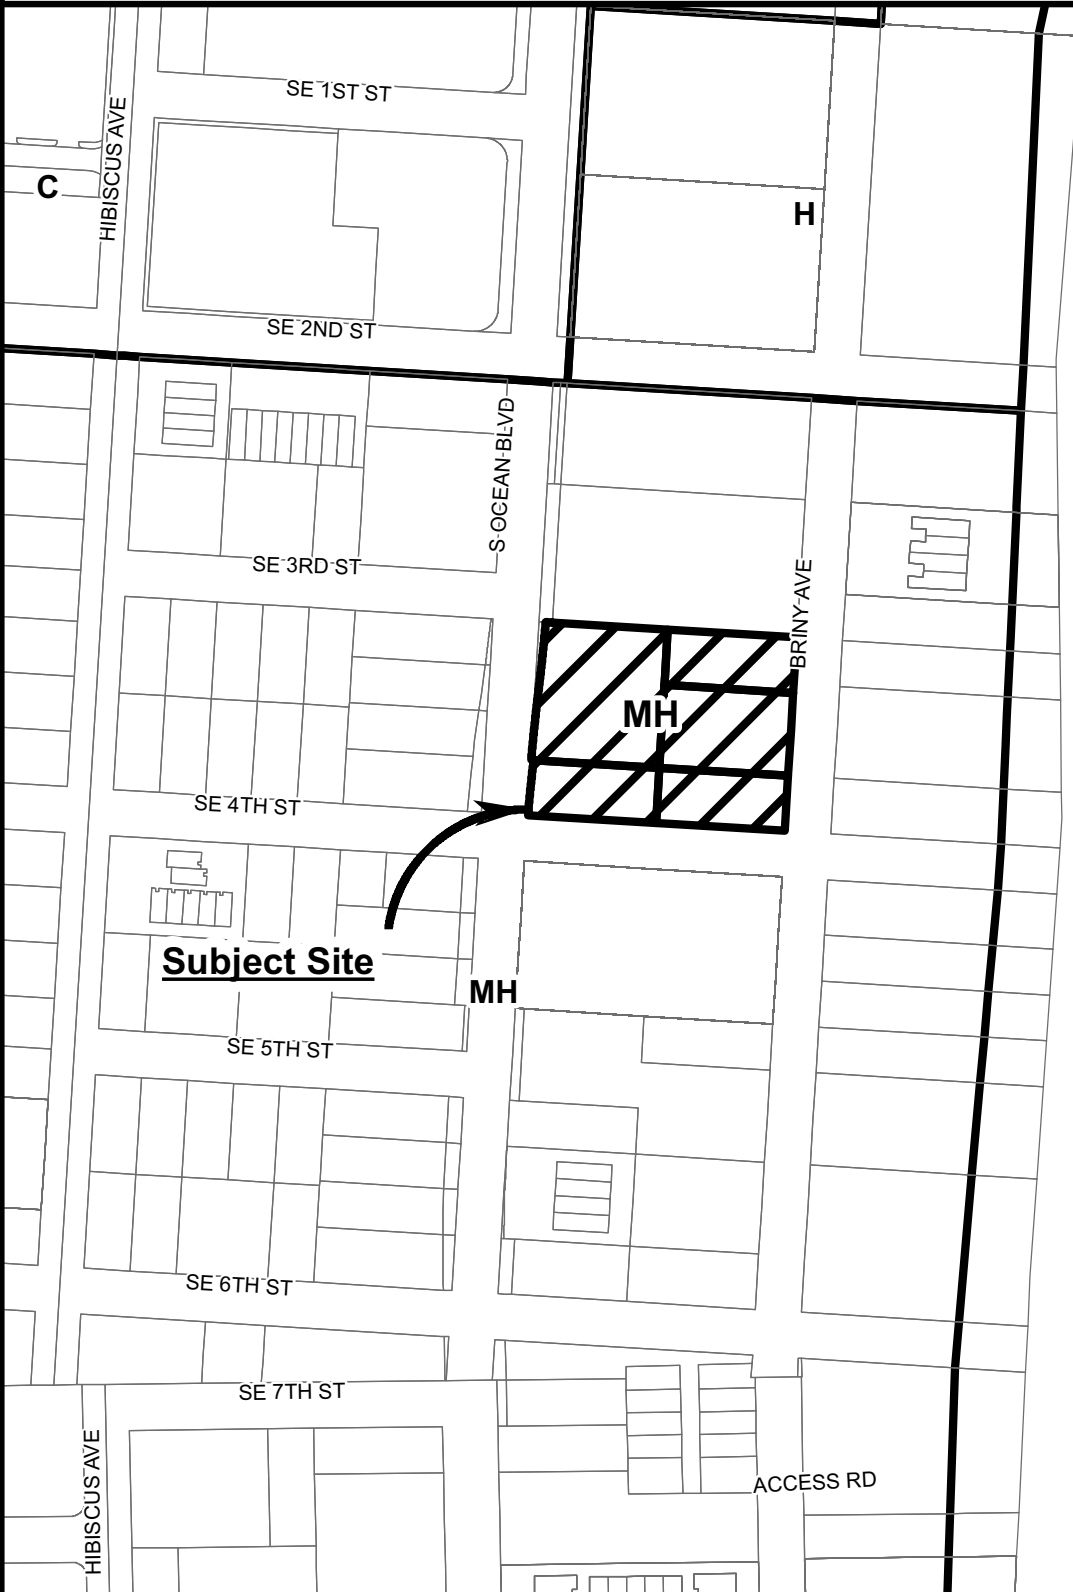 SE 1ST ST
HIBISCUS AVE
C
H
SE 2ND ST
S OCEAN BLVD
SE 3RD ST
BRINY AVE
MH
SE 4TH ST
Subject Site
MH
SE 5TH ST
SE 6TH ST
SE 7TH ST
HIBISCUS AVE
ACCESS RD